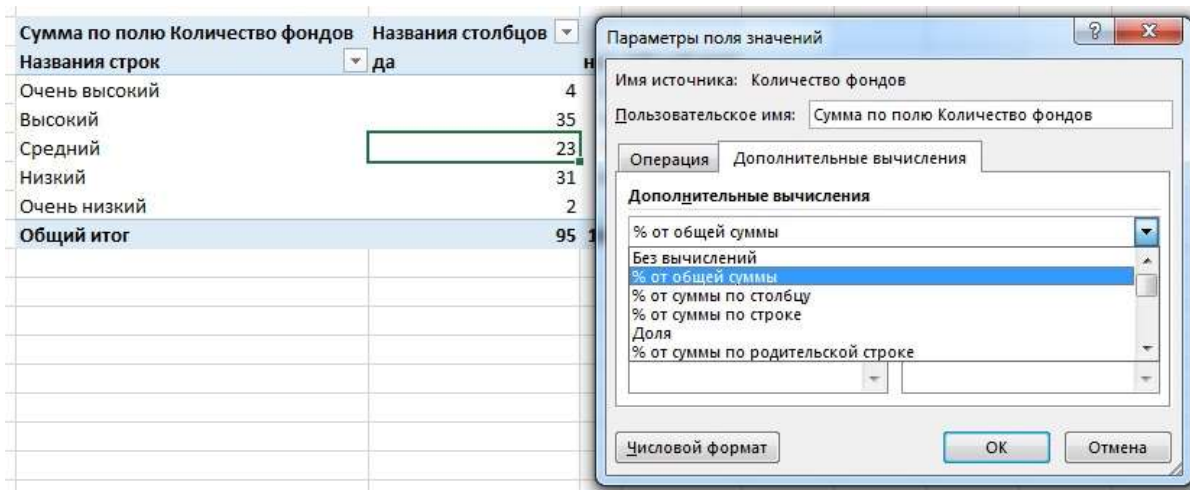 Сумма по полю Количество фондов Названия столбцов
Названия строк да
Очень высокий 4
Высокий 35
Средний 23
Низкий 31
Очень низкий 2
Общий итог 95
Параметры поля значений
Имя источника: Количество фондов
Пользовательское имя: Сумма по полю Количество фондов
Операция Дополнительные вычисления
Дополнительные вычисления
% от общей суммы
Без вычислений
% от общей суммы
% от суммы по столбцу
% от суммы по строке
Доля
% от суммы по родительской строке
Числовой формат ОК Отмена